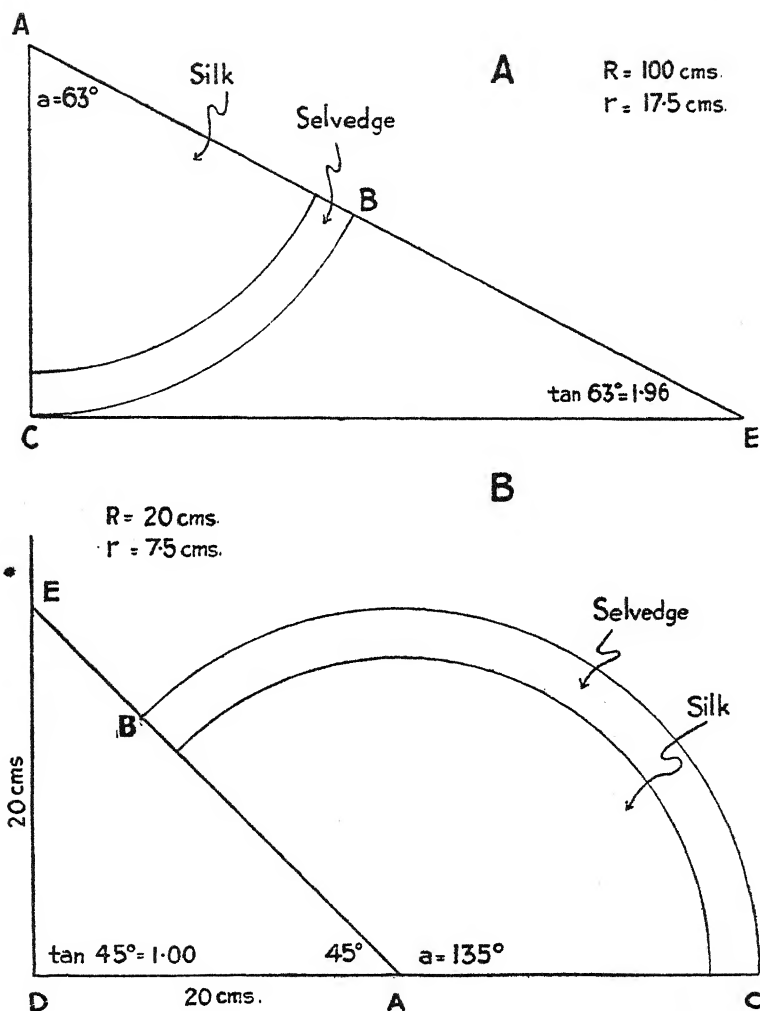 A
A
R = 100 cms.
r = 17·5 cms.
a=63°
Silk
Selvedge
B
tan 63°=1·96
C
E
B
R = 20 cms.
r = 7·5 cms.
E
Selvedge
Silk
B
20 cms
tan 45°=1·00
45°
a=135°
D
20 cms.
A
C